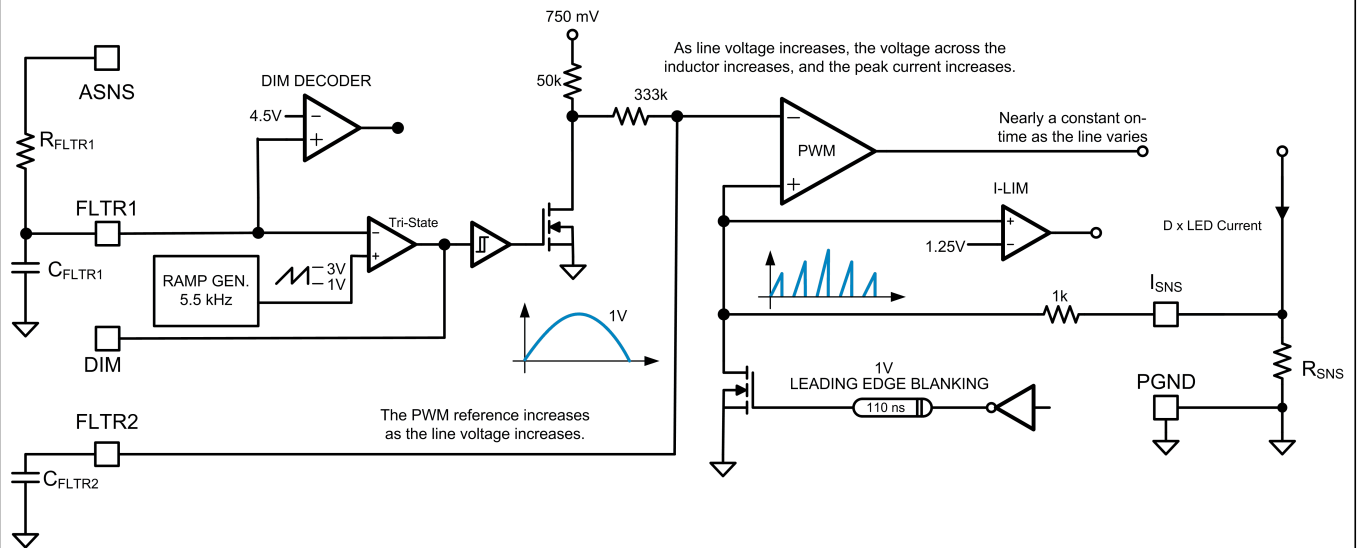 750 mV
As line voltage increases, the voltage across the
inductor increases, and the peak current increases.
ASNS
DIM DECODER
50k
333k
4.5V
−
+
RFLTR1
−
PWM
+
Nearly a constant on-
time as the line varies
I-LIM
FLTR1
Tri-State
−
+
+
−
1.25V
D x LED Current
CFLTR1
RAMP GEN.
5.5 kHz
3V
1V
ISNS
1k
1V
DIM
1V
LEADING EDGE BLANKING
110 ns
PGND
RSNS
The PWM reference increases
as the line voltage increases.
FLTR2
CFLTR2